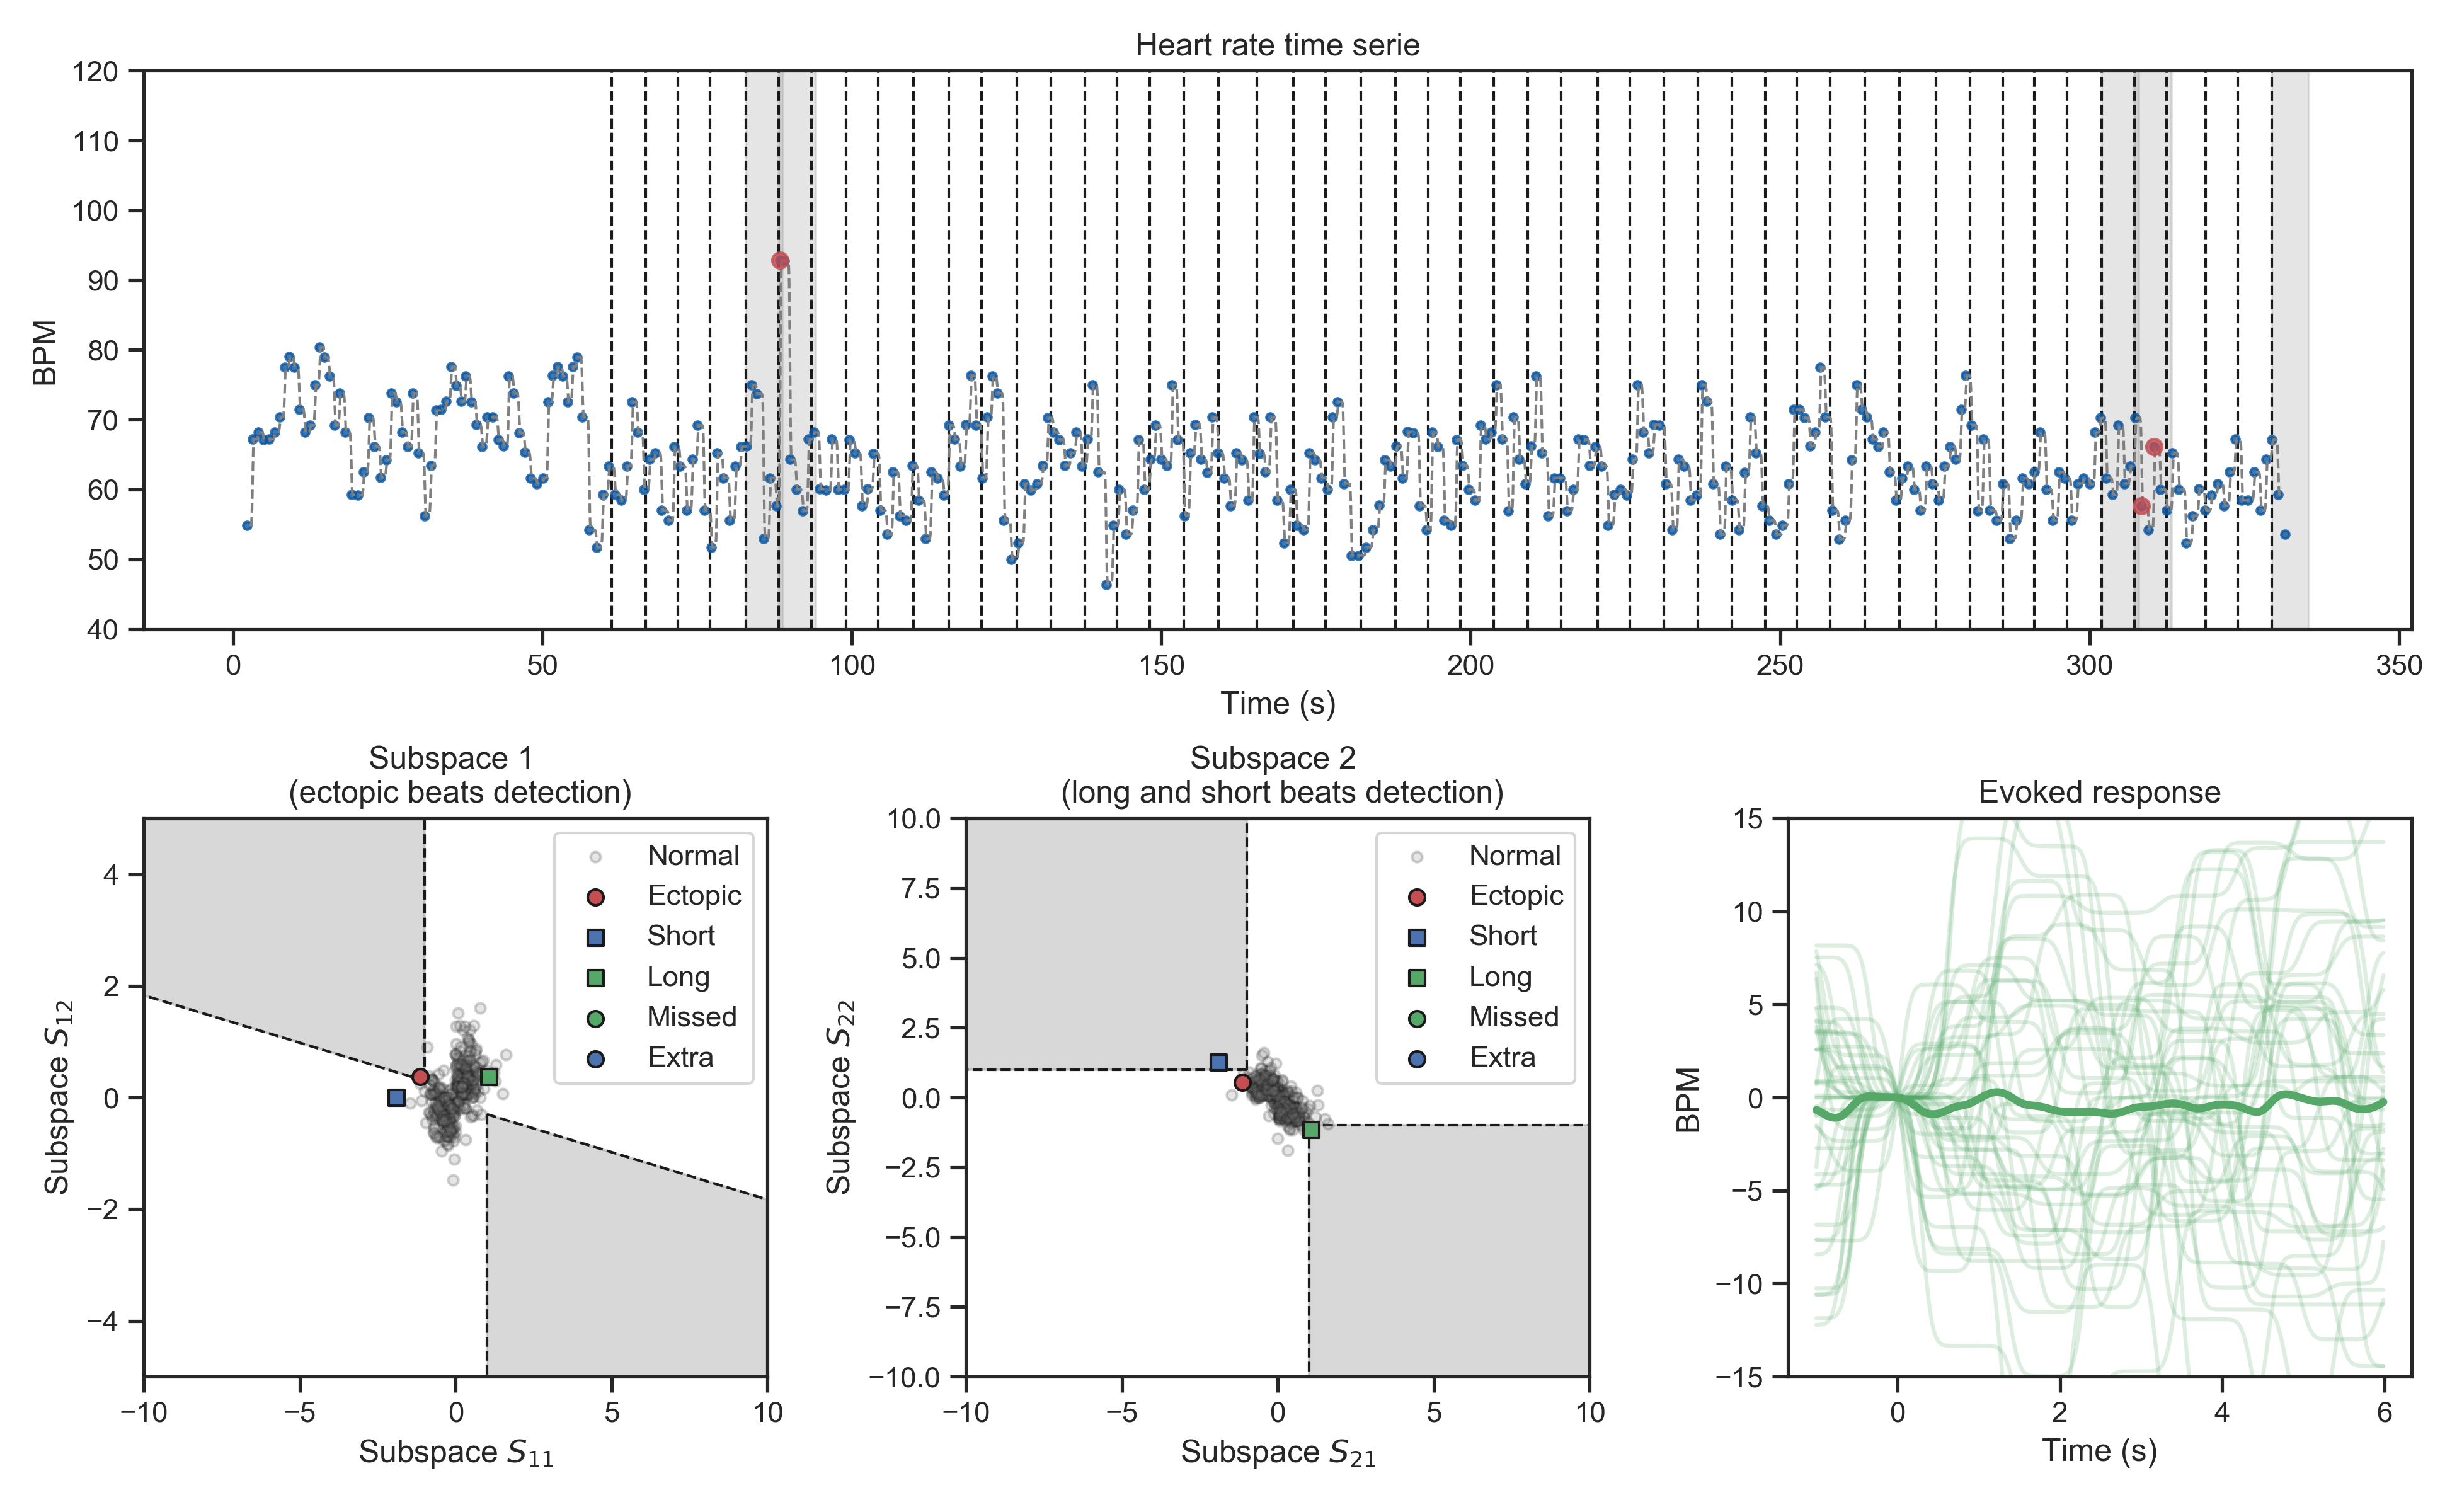 Heart rate time serie
120
110
100
90
80
70
60
50
40
BPM
0 50 100 150 200 250 300 350
Time (s)
Subspace 1
(ectopic beats detection)
4
2
0
−2
−4
Subspace S12
Normal
Ectopic
Short
Long
Missed
Extra
−10 −5 0 5 10
Subspace S11
Subspace 2
(long and short beats detection)
10.0
7.5
5.0
2.5
0.0
−2.5
−5.0
−7.5
−10.0
Subspace S22
Normal
Ectopic
Short
Long
Missed
Extra
−10 −5 0 5 10
Subspace S21
Evoked response
15
10
5
0
−5
−10
−15
BPM
0 2 4 6
Time (s)